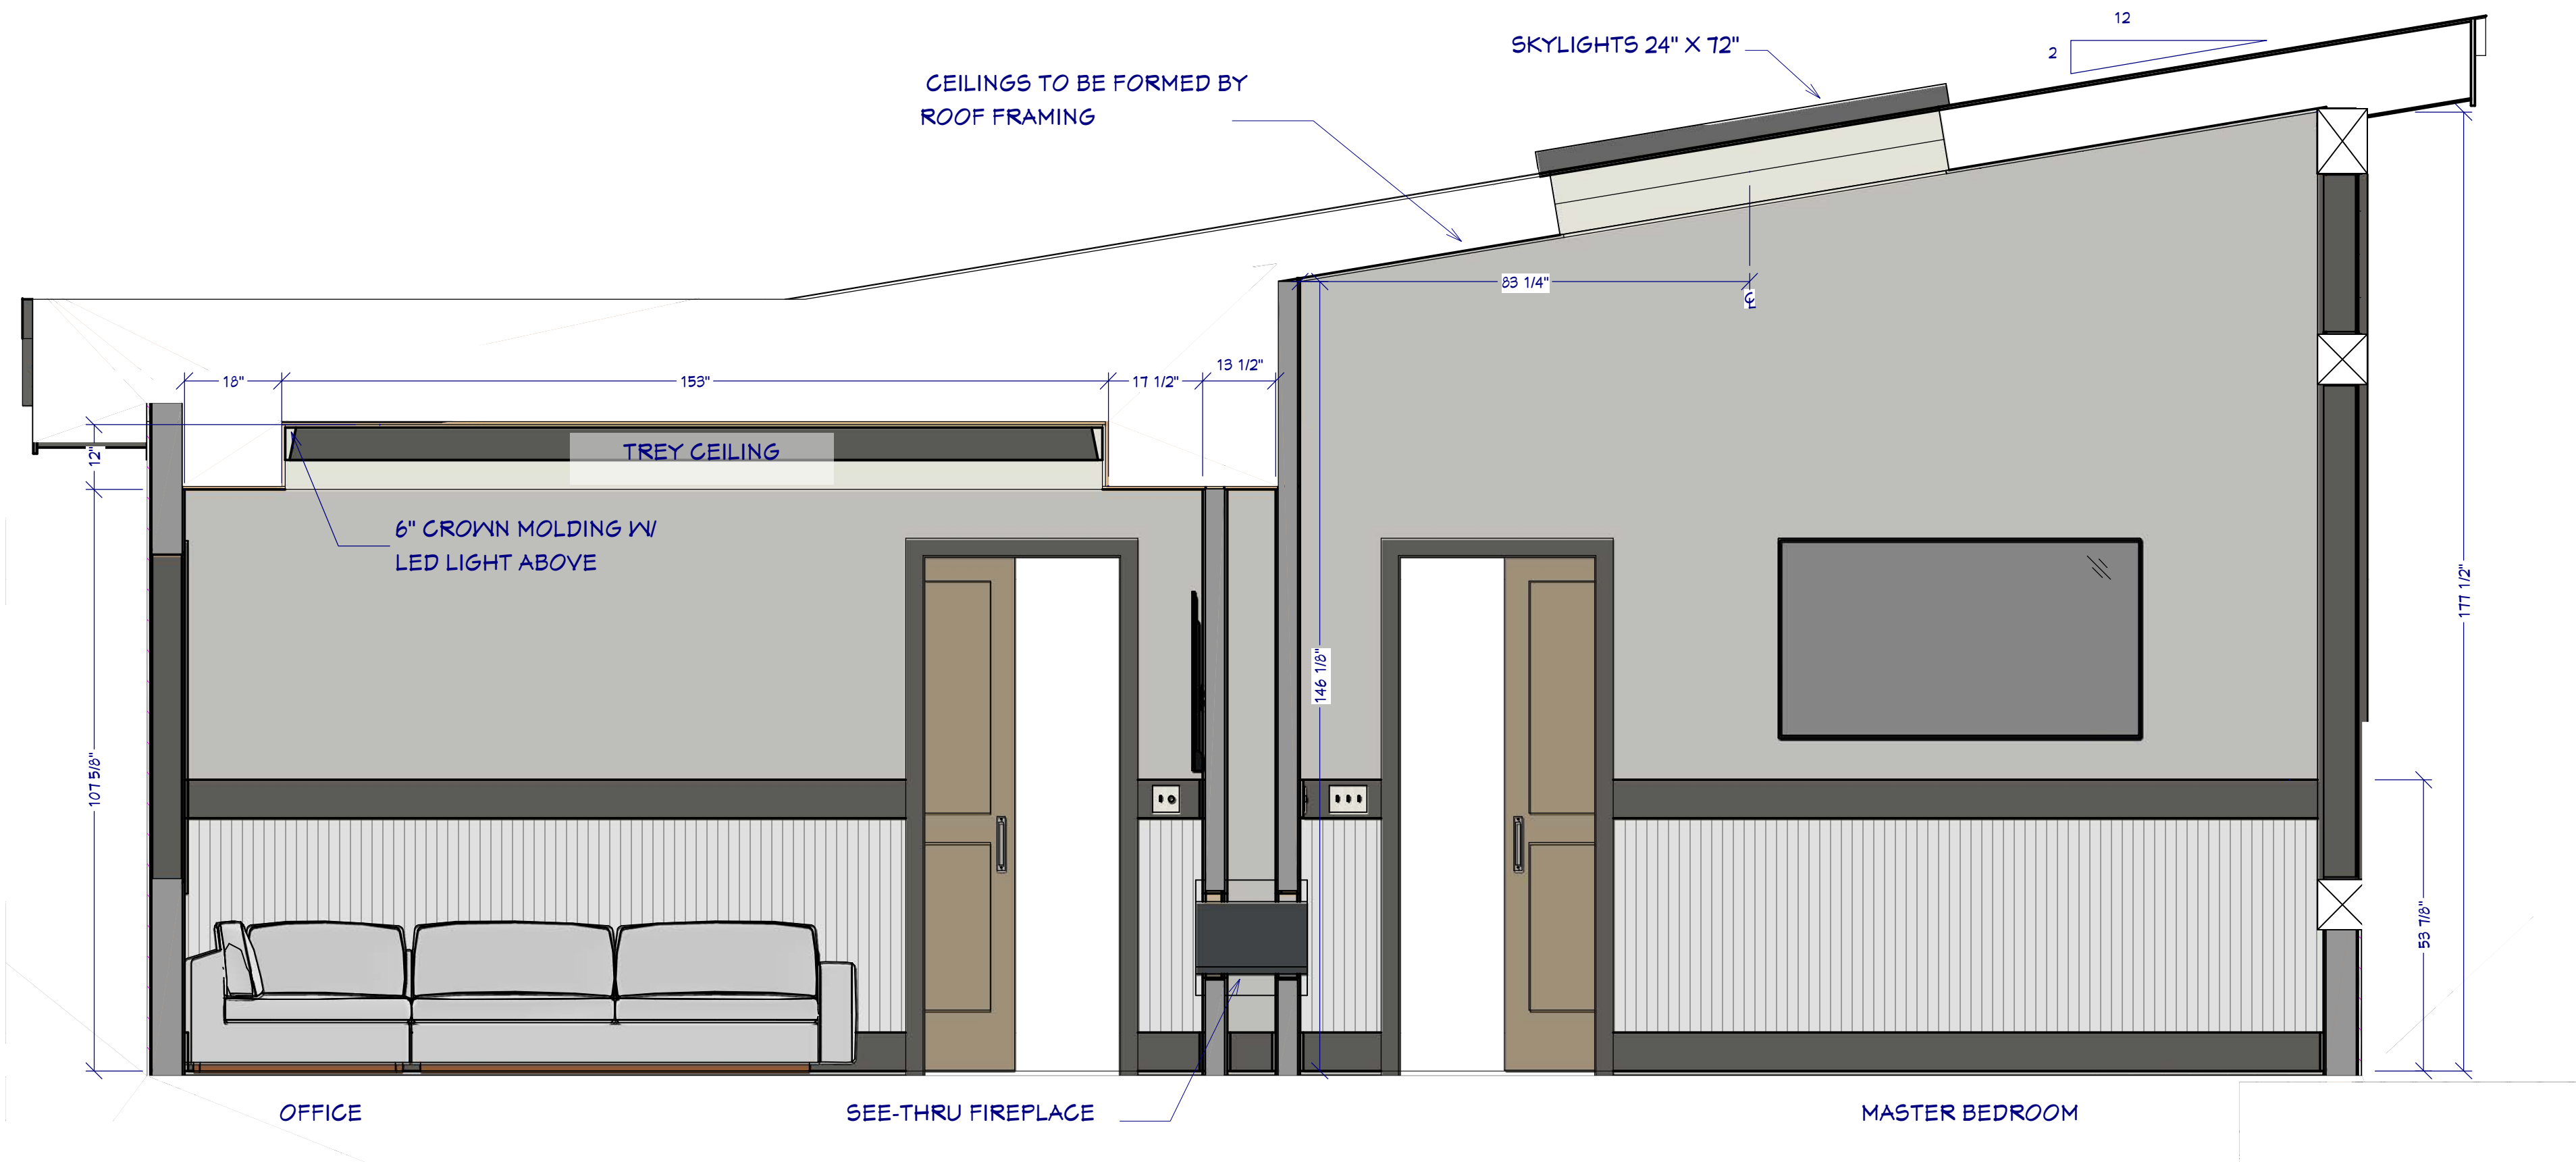 12
2
SKYLIGHTS 24" X 72"
CEILINGS TO BE FORMED BY
ROOF FRAMING
83 1/4"
℄
18"
153"
17 1/2"
13 1/2"
12"
TREY CEILING
6" CROWN MOLDING W/
LED LIGHT ABOVE
107 5/8"
146 1/8"
177 1/2"
53 7/8"
OFFICE
SEE-THRU FIREPLACE
MASTER BEDROOM